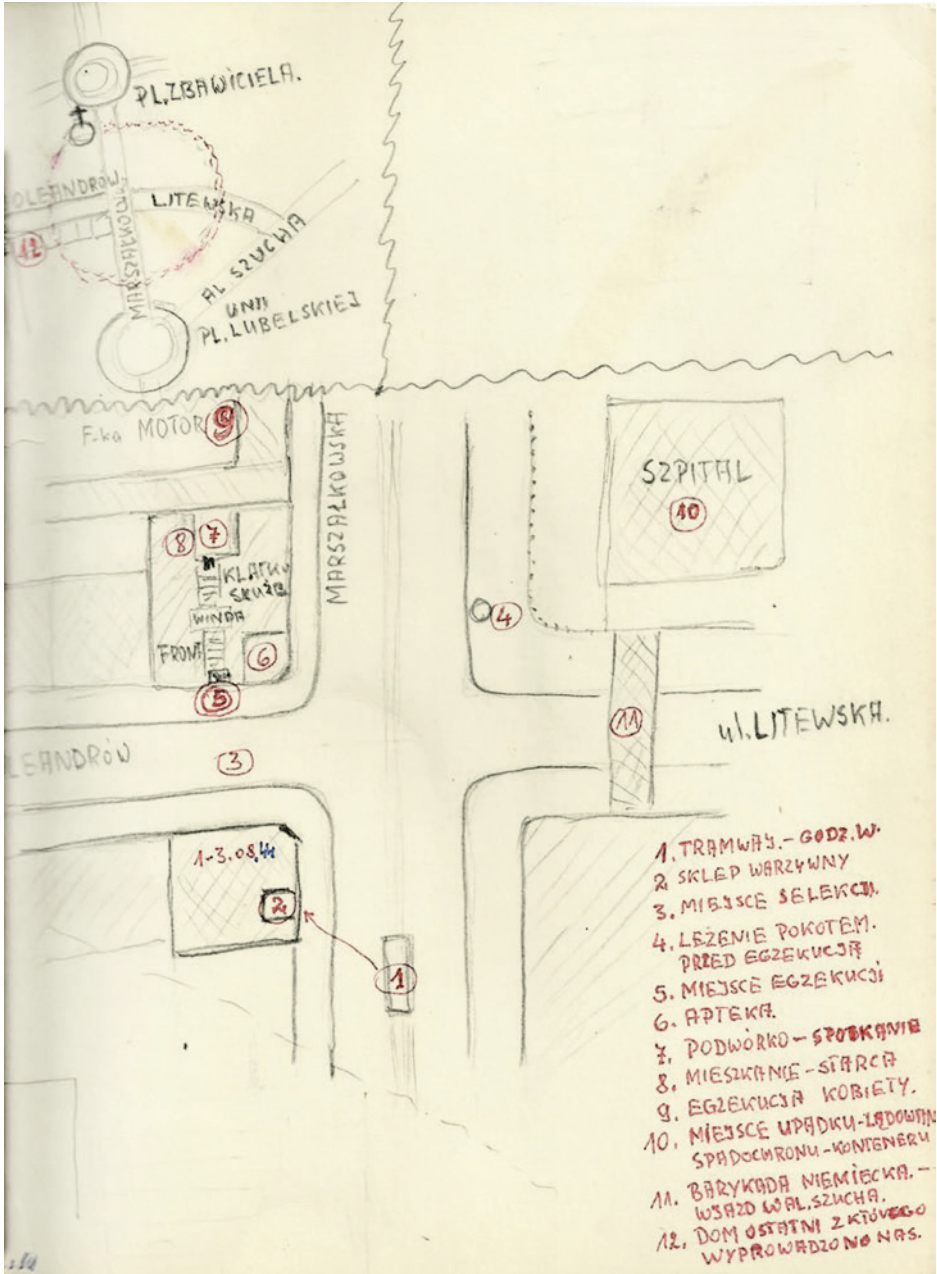 PL. ZBAWICIELA.
OLEANDRÓW
LITEWSKA
12
MARSZAŁKOW
AL SZUCHA
UNII
PL. LUBELSKIEJ
F-ka MOTOR 9
MARSZAŁKOWSKA
SZPITAL
10
8 7
KLATKA
SŁUŻB.
WINDA
FRONT
6
4
5
11
ul. LITEWSKA.
LEANDRÓW
3
1-3.08.44
2
1
1. TRAMWAJ. - GODZ. W.
2 SKLEP WARZYWNY
3. MIEJSCE SELEKCJI.
4. LEŻENIE POKOTEM.
PRZED EGZEKUCJĄ
5. MIEJSCE EGZEKUCJI
6. APTEKA.
7. PODWÓRKO - SPOTKANIE
8. MIESZKANIE - STARCA
9. EGZEKUCJA KOBIETY.
10. MIEJSCE UPADKU - LĄDOWAN
SPADOCHRONU - KONTENERU
11. BARYKADA NIEMIECKA. -
WJAZD W AL. SZUCHA.
12. DOM OSTATNI Z KTÓREGO
WYPROWADZONO NAS.